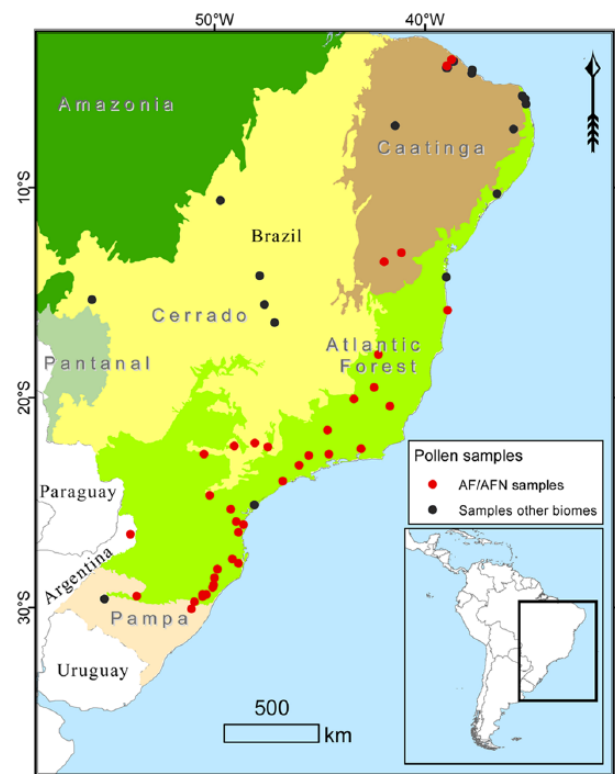 50°W
40°W
Amazonia
Caatinga
10°S
Brazil
Cerrado
Atlantic
Forest
Pantanal
20°S
Pollen samples
AF/AFN samples
Samples other biomes
Paraguay
Argentina
30°S
Pampa
Uruguay
500
km